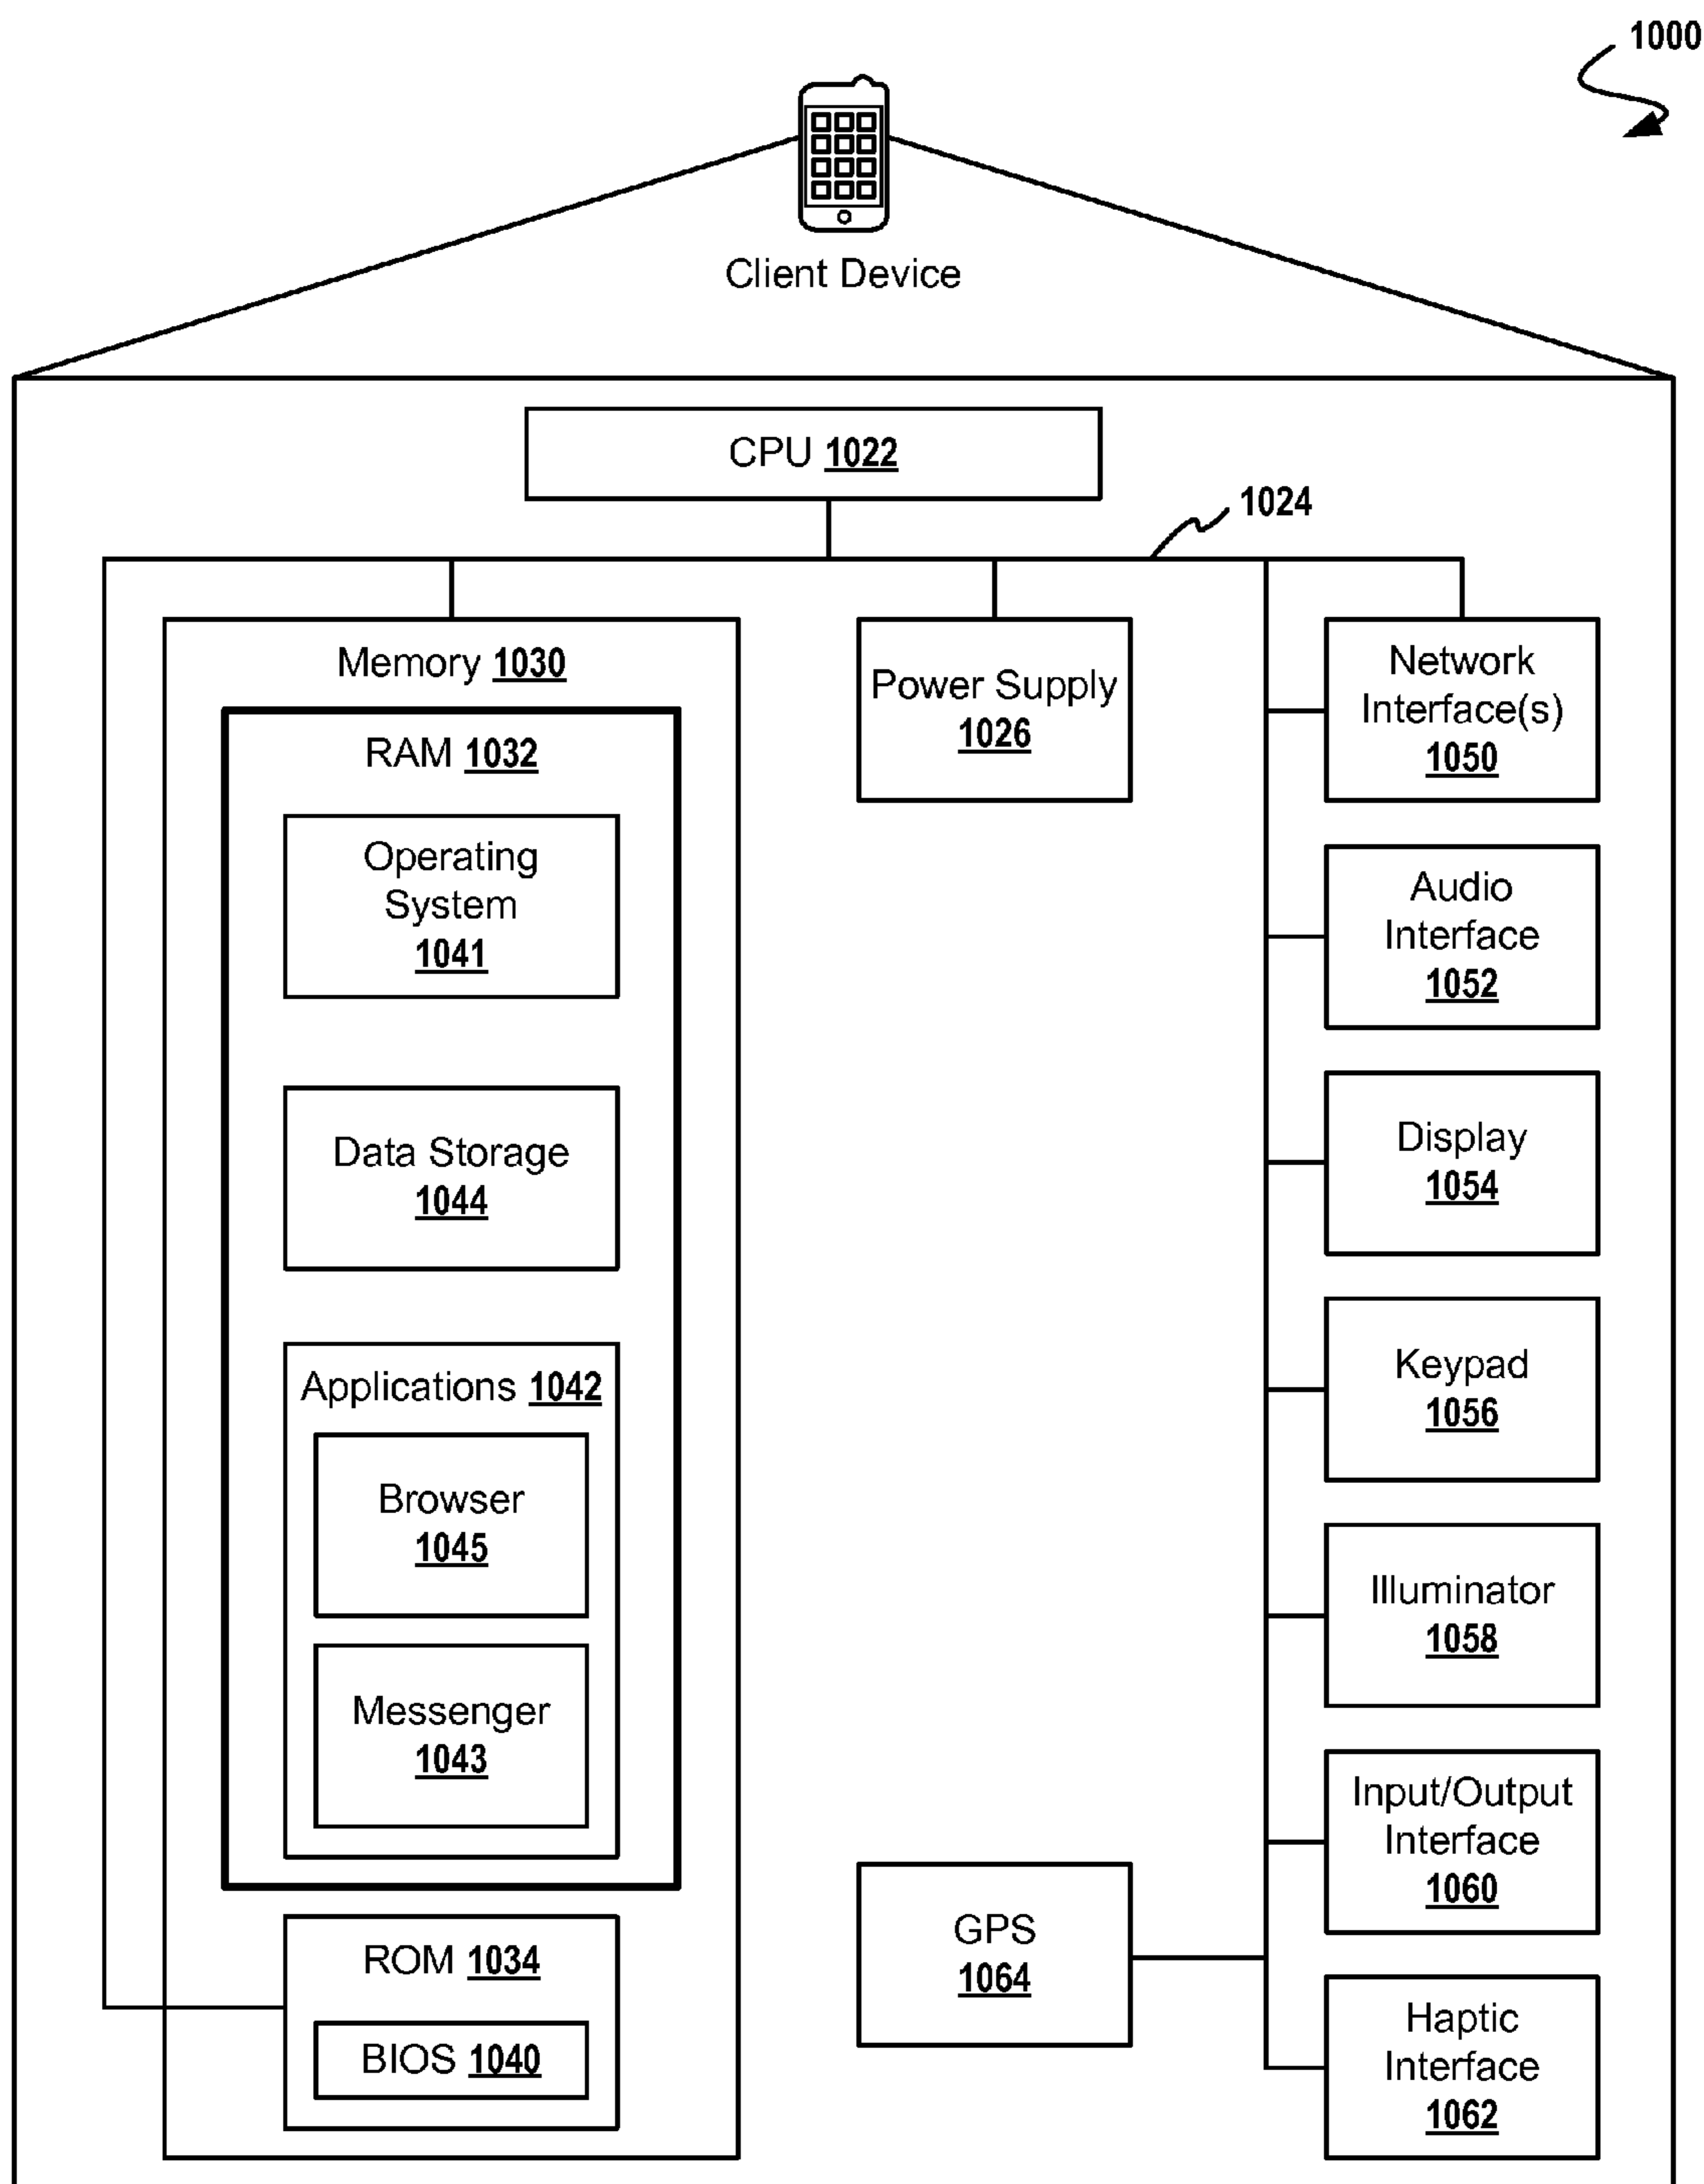 1000
Client Device
CPU 1022
1024
Memory 1030
RAM 1032
Operating
System
1041
Data Storage
1044
Applications 1042
Browser
1045
Messenger
1043
ROM 1034
BIOS 1040
Power Supply
1026
GPS
1064
Network
Interface(s)
1050
Audio
Interface
1052
Display
1054
Keypad
1056
Illuminator
1058
Input/Output
Interface
1060
Haptic
Interface
1062